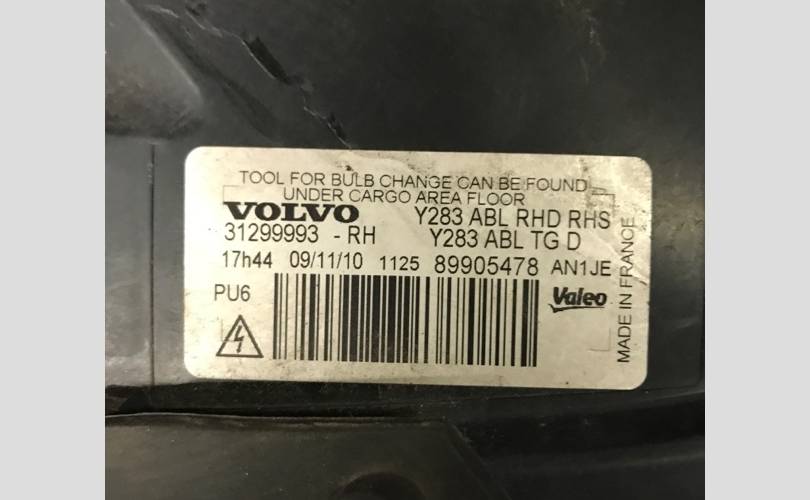 TOOL FOR BULB CHANGE CAN BE FOUND
UNDER CARGO AREA FLOOR
VOLVO Y283 ABL RHD RHS
31299993 - RH Y283 ABL TG D
17h44 09/11/10 1125 89905478 AN1JE
PU6 Valeo
MADE IN FRANCE